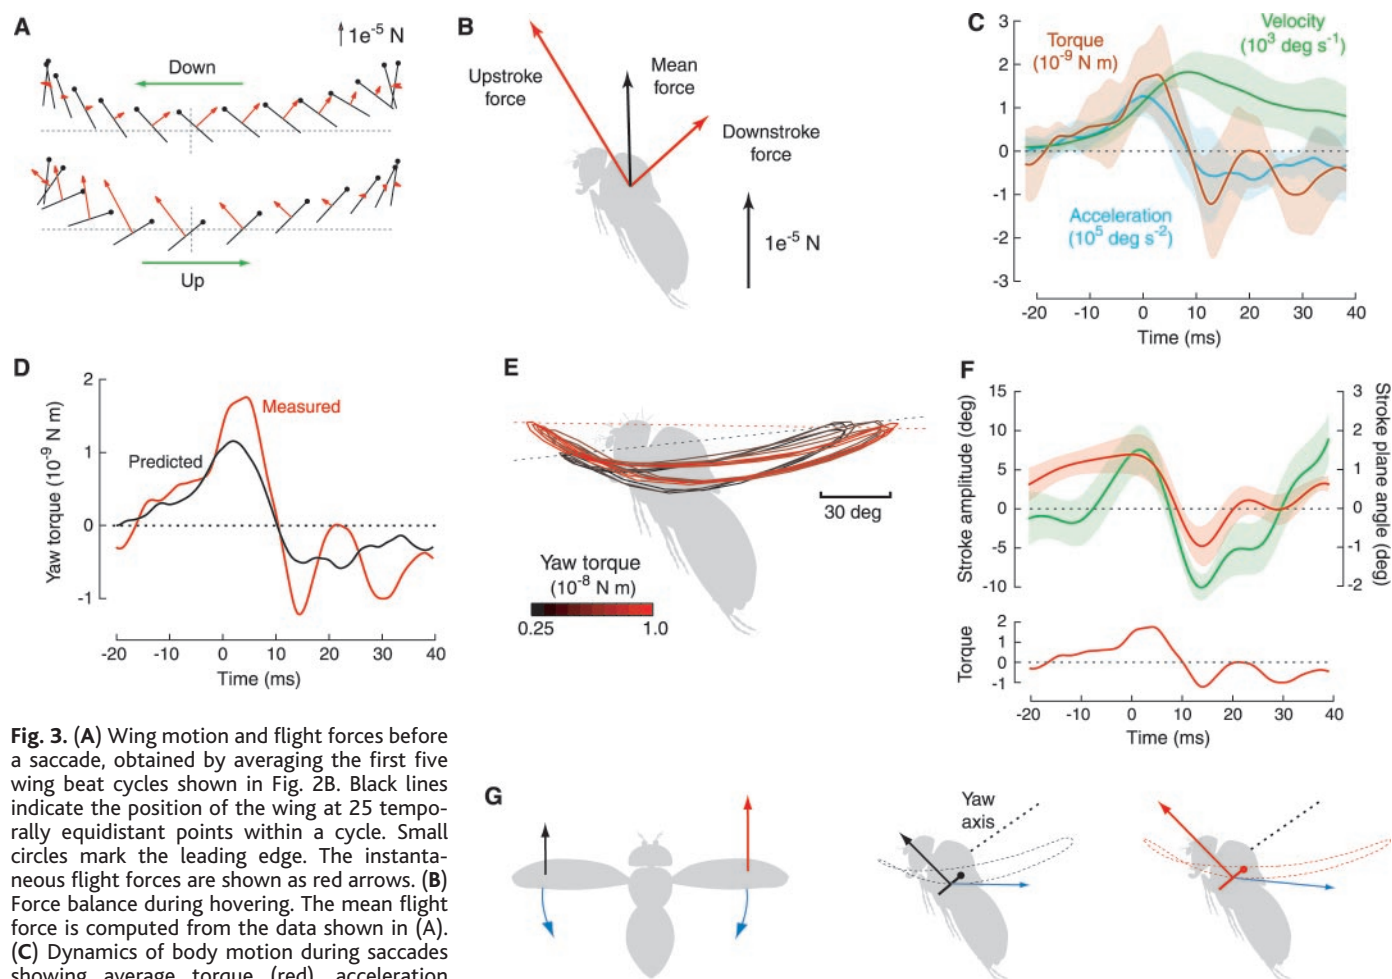 A
1e-5 N
Down
Up
B
Upstroke
force
Mean
force
Downstroke
force
1e-5 N
C
Velocity
(10^3 deg s^-1)
Torque
(10^-9 N m)
Acceleration
(10^5 deg s^-2)
3
2
1
0
-1
-2
-3
-20 -10 0 10 20 30 40
Time (ms)
D
Yaw torque (10^-9 N m)
2
1
0
-1
Measured
Predicted
-20 -10 0 10 20 30 40
Time (ms)
E
30 deg
Yaw torque
(10^-8 N m)
0.25 1.0
F
Stroke amplitude (deg)
15
10
5
0
-5
-10
3
2
1
0
-1
-2
Stroke plane angle (deg)
Torque
2
1
0
-1
-20 -10 0 10 20 30 40
Time (ms)
Fig. 3. (A) Wing motion and flight forces before
a saccade, obtained by averaging the first five
wing beat cycles shown in Fig. 2B. Black lines
indicate the position of the wing at 25 tempo-
rally equidistant points within a cycle. Small
circles mark the leading edge. The instanta-
neous flight forces are shown as red arrows. (B)
Force balance during hovering. The mean flight
force is computed from the data shown in (A).
(C) Dynamics of body motion during saccades
showing average torque (red), acceleration
G
Yaw
axis